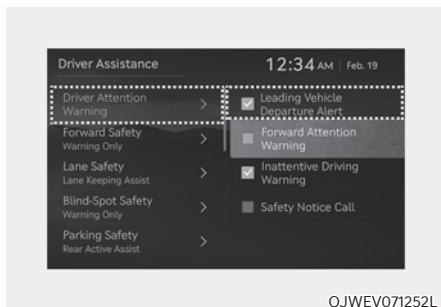 Driver Assistance
12:34 AM Feb. 19
Driver Attention
Warning
Forward Safety
Warning Only
Lane Safety
Lane Keeping Assist
Blind-Spot Safety
Warning Only
Parking Safety
Rear Active Assist
Leading Vehicle
Departure Alert
Forward Attention
Warning
Inattentive Driving
Warning
Safety Notice Call
OJWEV071252L